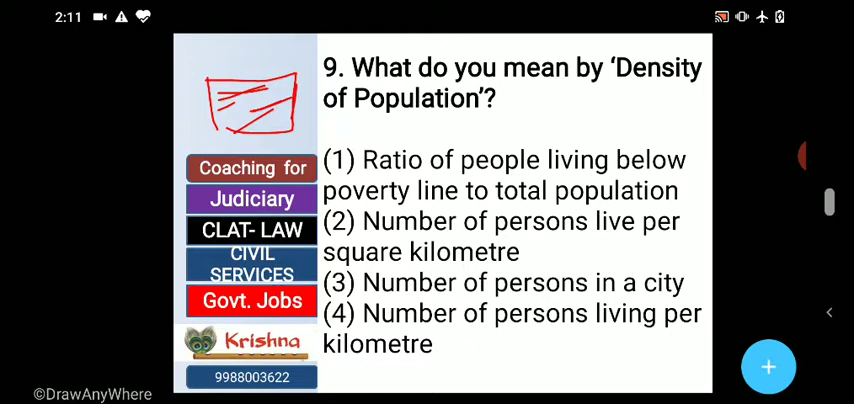 2:11
9. What do you mean by ‘Density
of Population’?
(1) Ratio of people living below
poverty line to total population
(2) Number of persons live per
square kilometre
(3) Number of persons in a city
(4) Number of persons living per
kilometre
Coaching for
Judiciary
CLAT- LAW
CIVIL
SERVICES
Govt. Jobs
Krishna
9988003622
©DrawAnyWhere